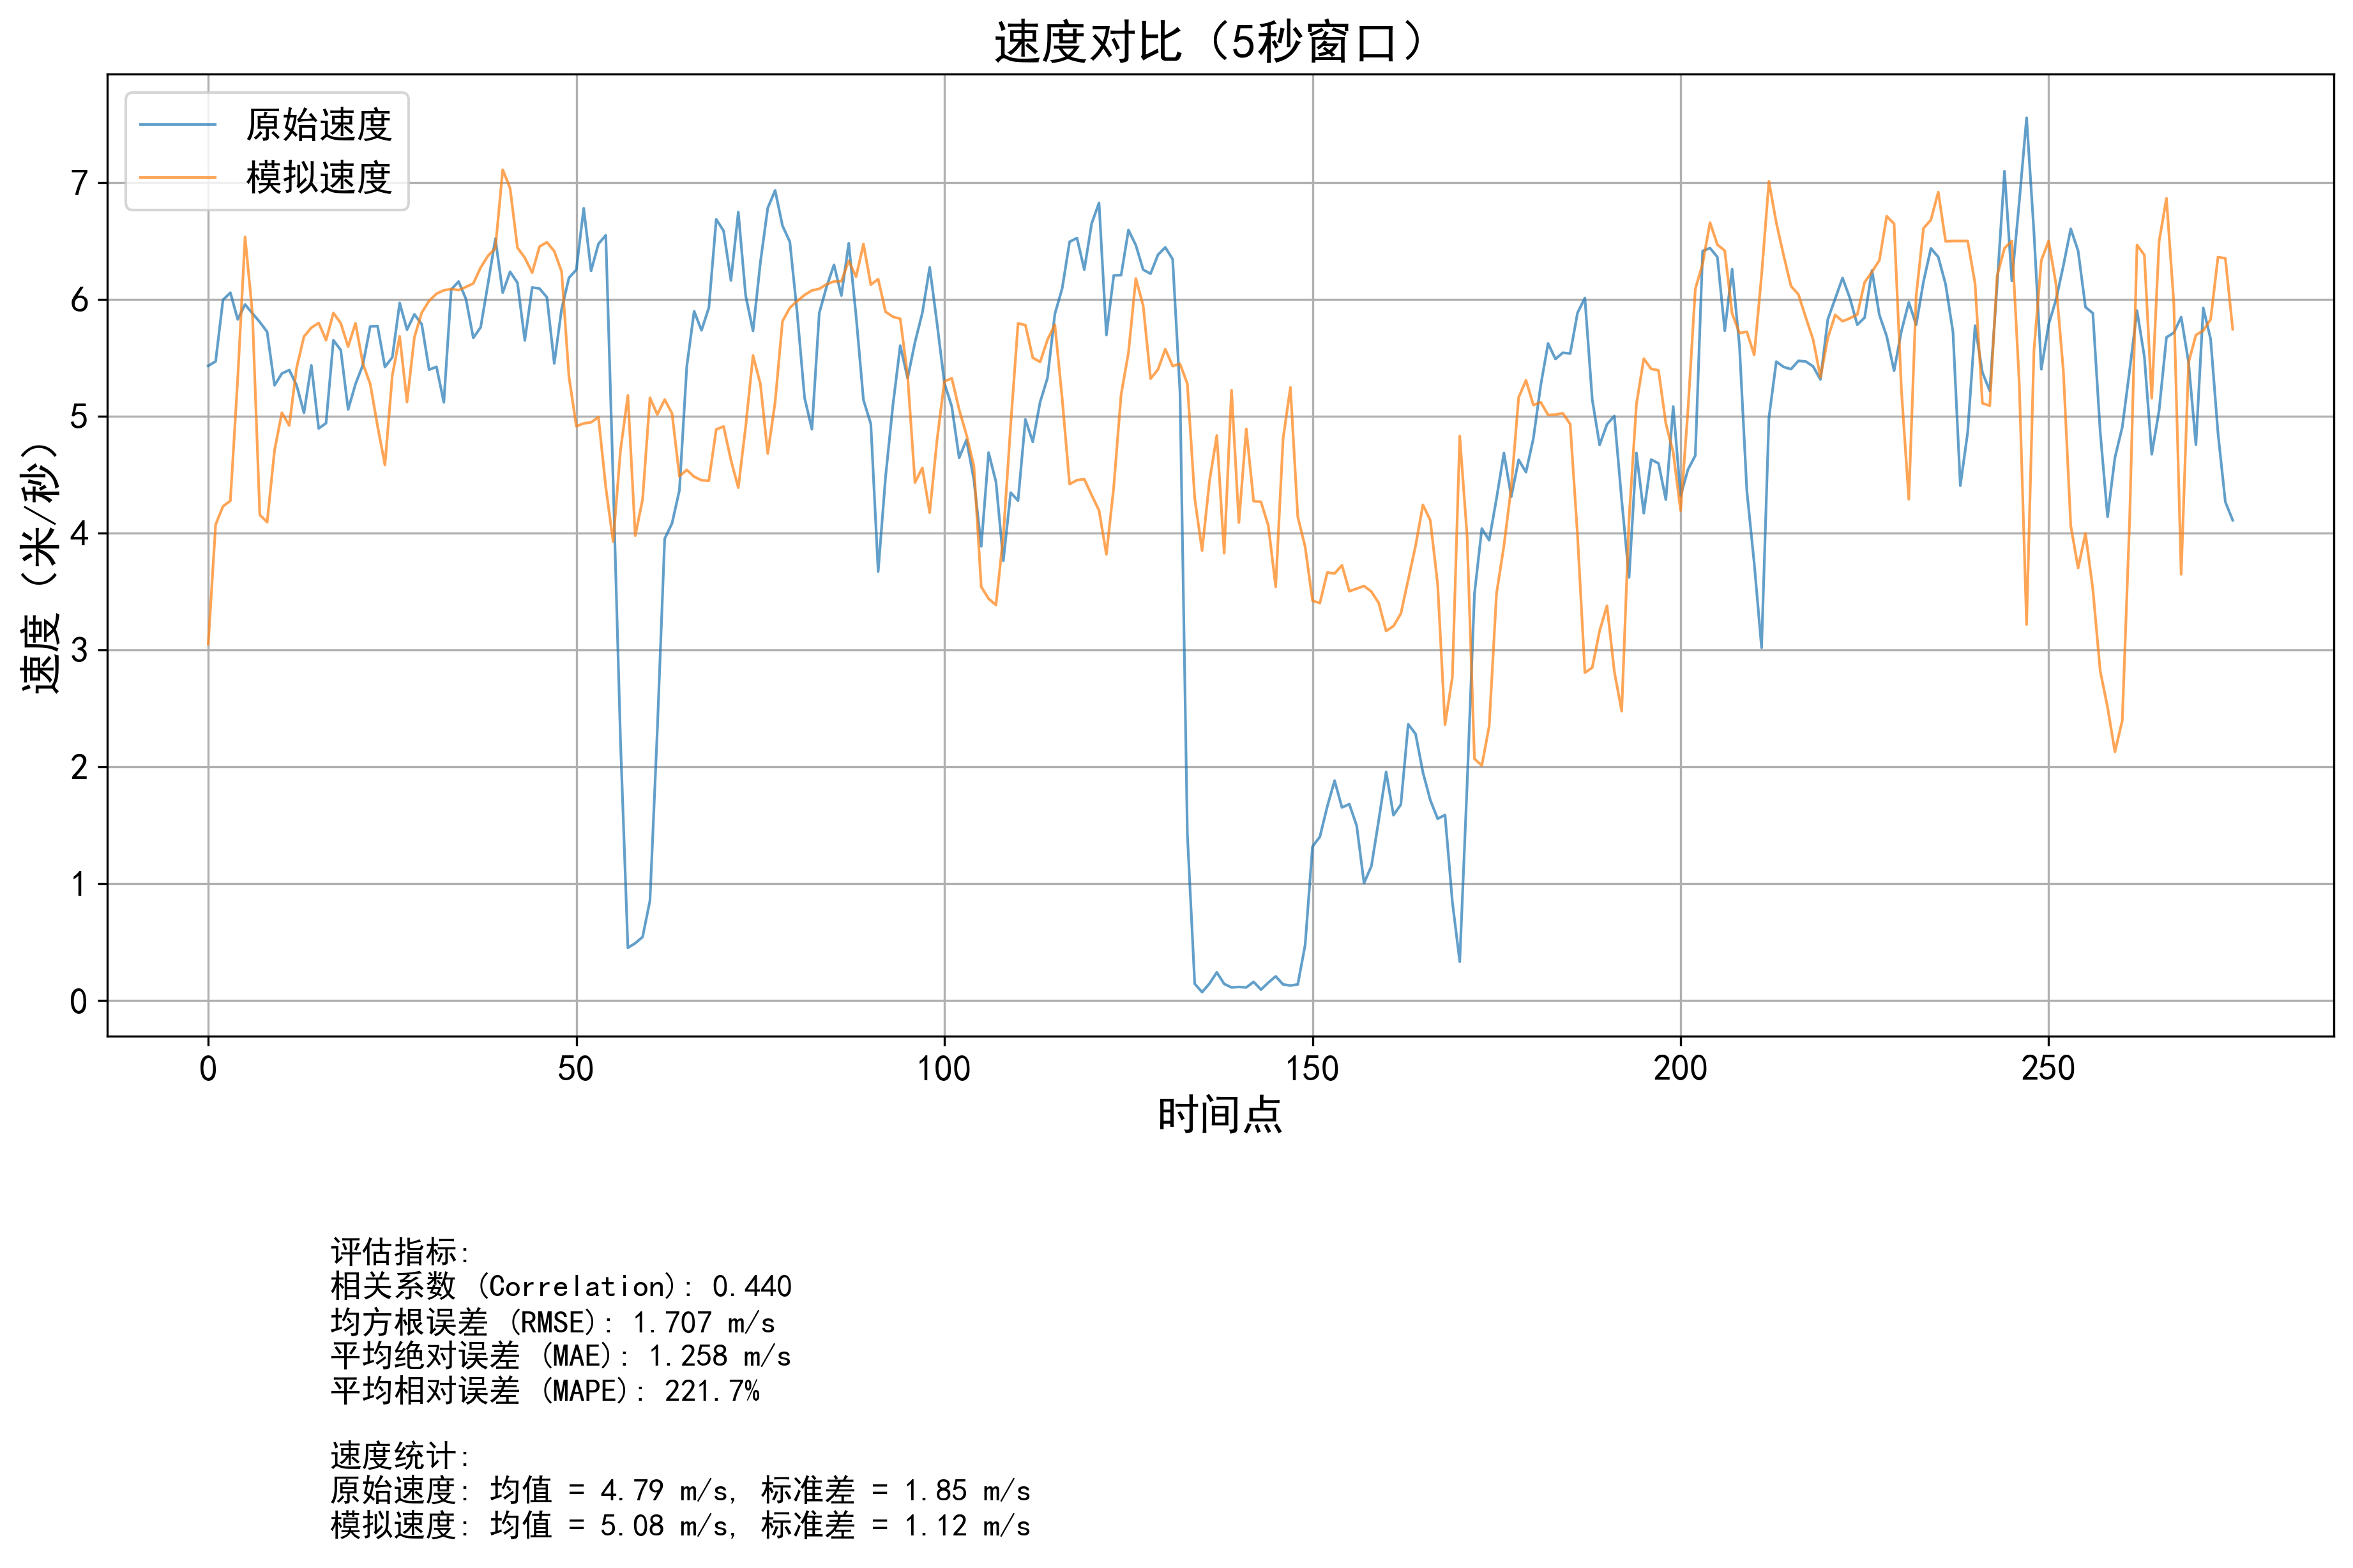 速度对比（5秒窗口）
原始速度
模拟速度
速度（米/秒）
7
6
5
4
3
2
1
0
0 50 100 150 200 250
时间点
评估指标:
相关系数 (Correlation): 0.440
均方根误差 (RMSE): 1.707 m/s
平均绝对误差 (MAE): 1.258 m/s
平均相对误差 (MAPE): 221.7%
速度统计:
原始速度: 均值 = 4.79 m/s, 标准差 = 1.85 m/s
模拟速度: 均值 = 5.08 m/s, 标准差 = 1.12 m/s